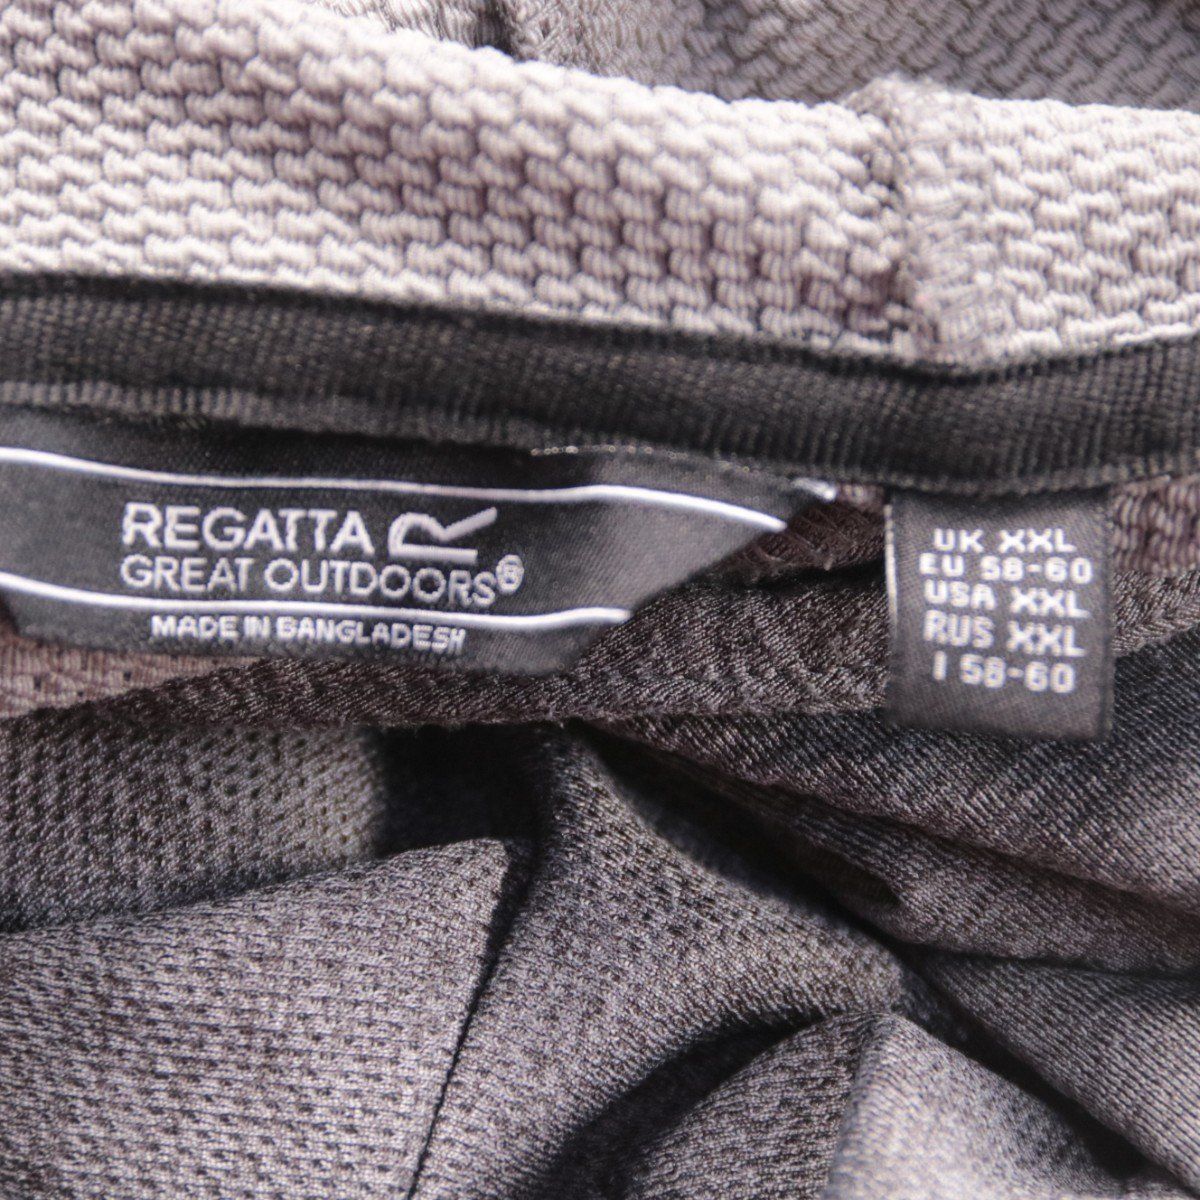 REGATTA R
GREAT OUTDOORS®
MADE IN BANGLADESH
UK XXL
EU 58-60
USA XXL
RUS XXL
I 58-60